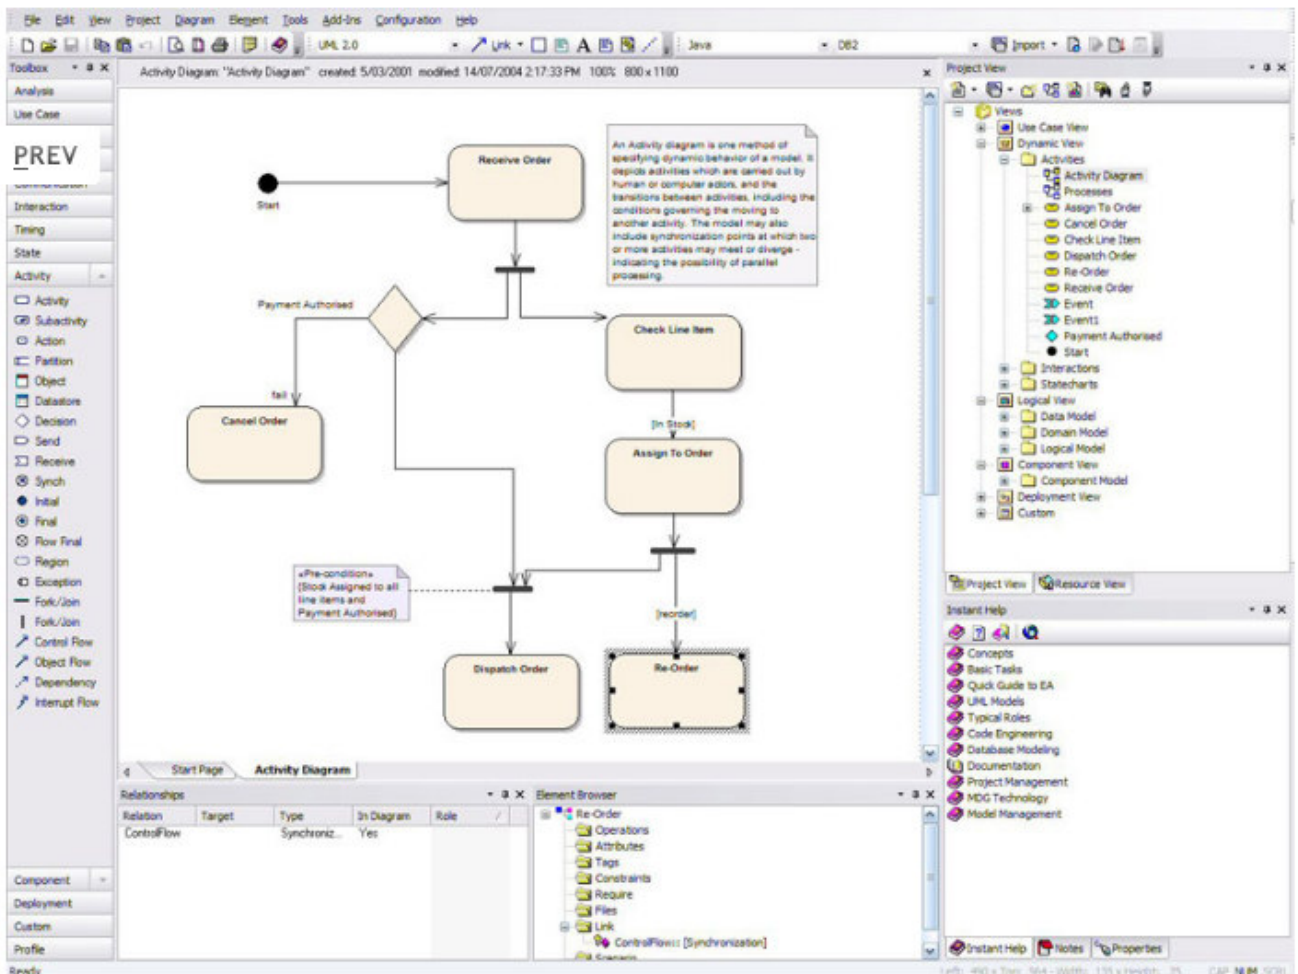 File Edit View Project Diagram Element Tools Add-Ins Configuration Help
UML 2.0 Link A Java DB2 Import
Toolbox
Analysis
Use Case
PREV
Communication
Interaction
Timing
State
Activity
Activity
Subactivity
Action
Partition
Object
Datastore
Decision
Send
Receive
Synch
Initial
Final
Flow Final
Region
Exception
Fork/Join
Fork/Join
Control Flow
Object Flow
Dependency
Interrupt Flow
Component
Deployment
Custom
Profile
Activity Diagram: "Activity Diagram" created: 5/03/2001 modified: 14/07/2004 2:17:33 PM 100% 800 x 1100
Receive Order
Start
An Activity diagram is one method of
specifying dynamic behavior of a model. It
depicts activities which are carried out by
human or computer actors, and the
transitions between activities, including the
conditions governing the moving to
another activity. The model may also
include synchronization points at which two
or more activities may meet or diverge -
indicating the possibility of parallel
processing.
Payment Authorised
Check Line Item
fail
Cancel Order
[In Stock]
Assign To Order
«Pre-condition»
{Stock Assigned to all
line items and
Payment Authorised}
[reorder]
Dispatch Order
Re-Order
Start Page Activity Diagram
Relationships
Relation Target Type In Diagram Role
ControlFlow Synchroniz... Yes
Element Browser
Re-Order
Operations
Attributes
Tags
Constraints
Require
Files
Link
ControlFlow:: [Synchronization]
Scenario
Project View
Views
Use Case View
Dynamic View
Activities
Activity Diagram
Processes
Assign To Order
Cancel Order
Check Line Item
Dispatch Order
Re-Order
Receive Order
Event
Event1
Payment Authorised
Start
Interactions
Statecharts
Logical View
Data Model
Domain Model
Logical Model
Component View
Component Model
Deployment View
Custom
Project View Resource View
Instant Help
Concepts
Basic Tasks
Quick Guide to EA
UML Models
Typical Roles
Code Engineering
Database Modeling
Documentation
Project Management
MDG Technology
Model Management
Instant Help Notes Properties
Ready
CAP NUM SCRL